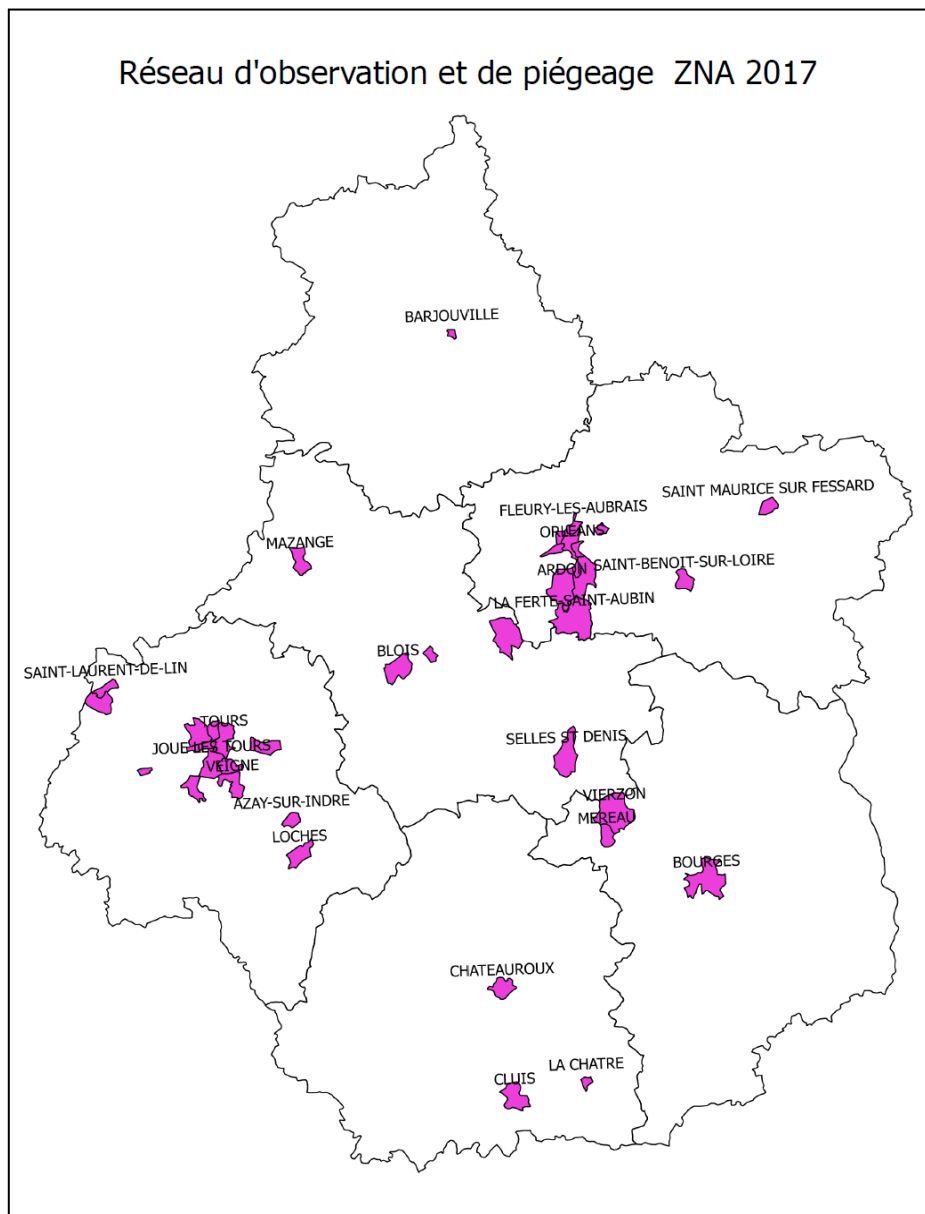 Réseau d'observation et de piégeage ZNA 2017
BARJOUVILLE
SAINT MAURICE SUR FESSARD
FLEURY-LES-AUBRAIS
ORLEANS
MAZANGE
SAINT-BENOIT-SUR-LOIRE
ARDON
LA FERTE-SAINT-AUBIN
BLOIS
SAINT-LAURENT-DE-LIN
TOURS
SELLES ST DENIS
JOUE-LES TOURS
VEIGNE
VIERZON
AZAY-SUR-INDRE
MEREAU
LOCHES
BOURGES
CHATEAUROUX
LA CHATRE
CLUIS